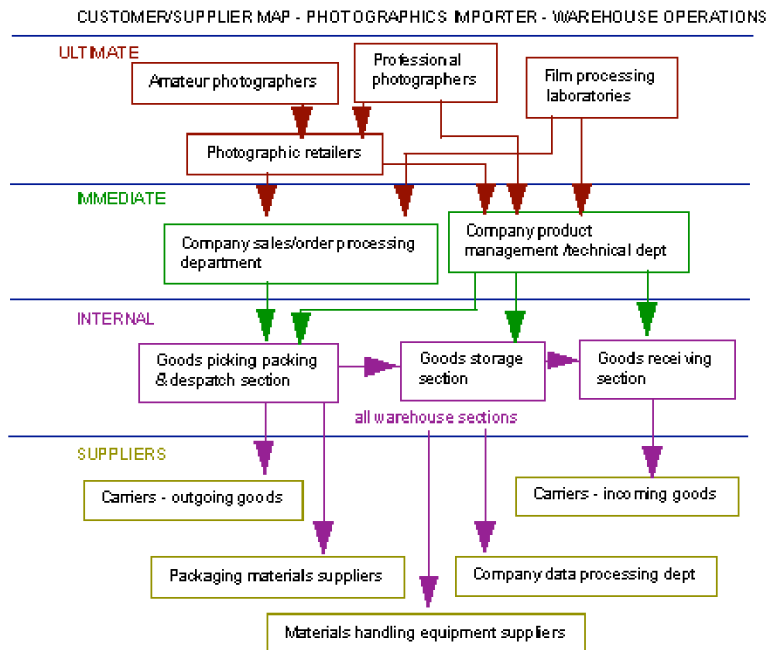 CUSTOMER/SUPPLIER MAP - PHOTOGRAPHICS IMPORTER - WAREHOUSE OPERATIONS
ULTIMATE
Amateur photographers
Professional
photographers
Film processing
laboratories
Photographic retailers
IMMEDIATE
Company sales/order processing
department
Company product
management /technical dept
INTERNAL
Goods picking packing
& despatch section
Goods storage
section
Goods receiving
section
all warehouse sections
SUPPLIERS
Carriers - outgoing goods
Carriers - incoming goods
Packaging materials suppliers
Company data processing dept
Materials handling equipment suppliers